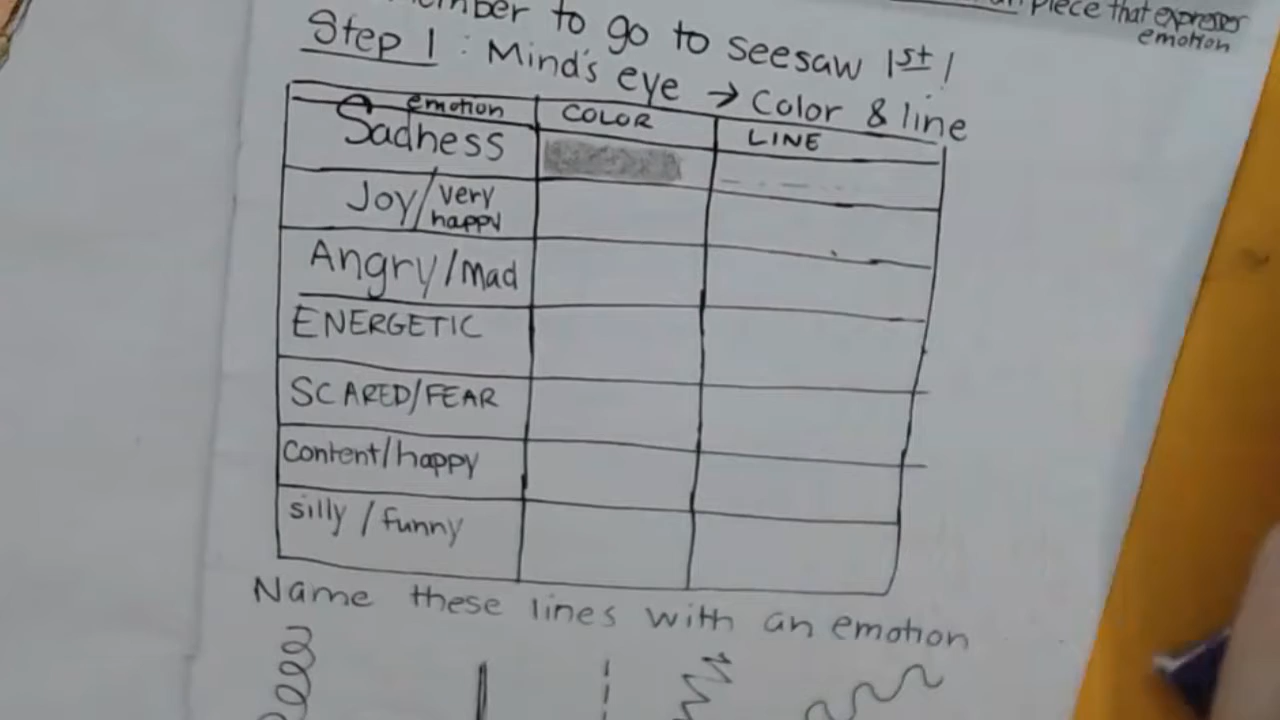 piece that expresses
emotion
to go to seesaw 1st!
Step 1: Mind's eye → Color & line
emotion COLOR LINE
Sadness
Joy/very happy
Angry/Mad
ENERGETIC
SCARED/FEAR
Content/happy
silly/funny
Name these lines with an emotion